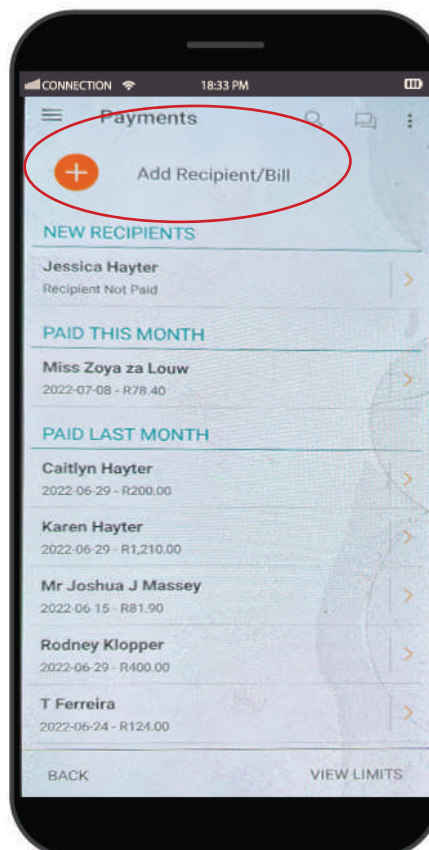 CONNECTION 18:33 PM
Payments
Add Recipient/Bill
NEW RECIPIENTS
Jessica Hayter
Recipient Not Paid
PAID THIS MONTH
Miss Zoya za Louw
2022-07-08 - R78.40
PAID LAST MONTH
Caitlyn Hayter
2022-06-29 - R200.00
Karen Hayter
2022-06-29 - R1,210.00
Mr Joshua J Massey
2022-06-15 - R81.90
Rodney Klopper
2022-06-29 - R400.00
T Ferreira
2022-06-24 - R124.00
BACK VIEW LIMITS